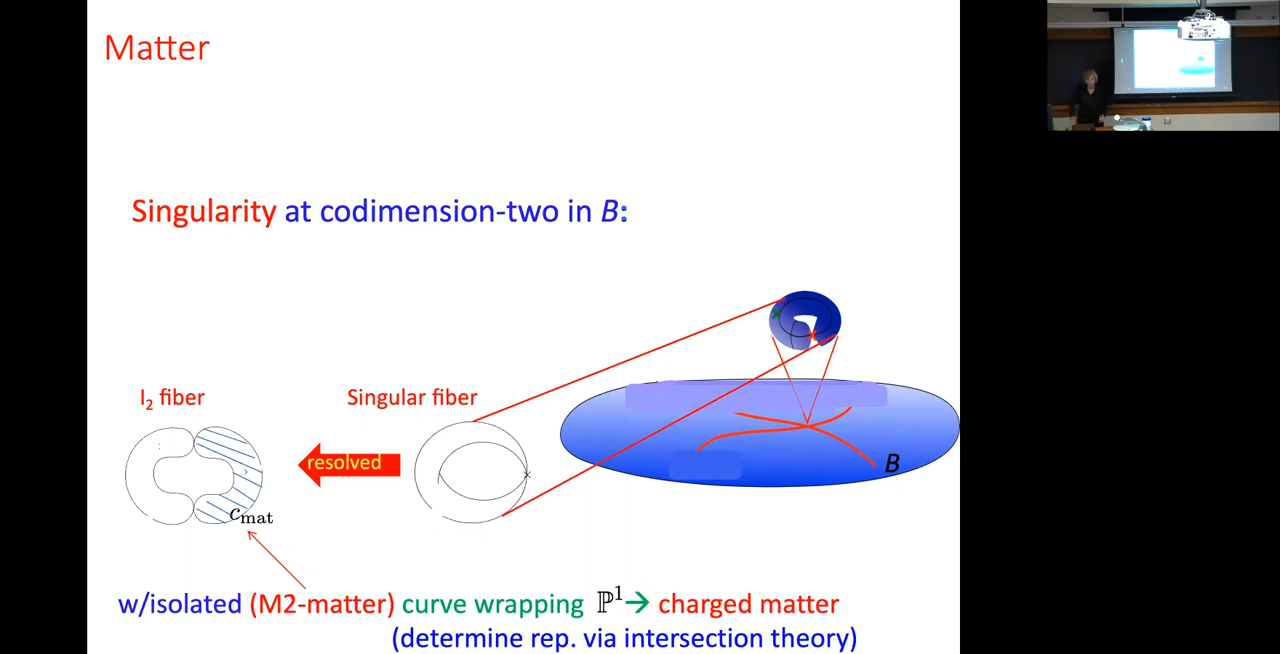 Matter
Singularity at codimension-two in B:
I₂ fiber
Singular fiber
resolved
B
c_mat
w/isolated (M2-matter) curve wrapping ℙ¹→ charged matter
(determine rep. via intersection theory)